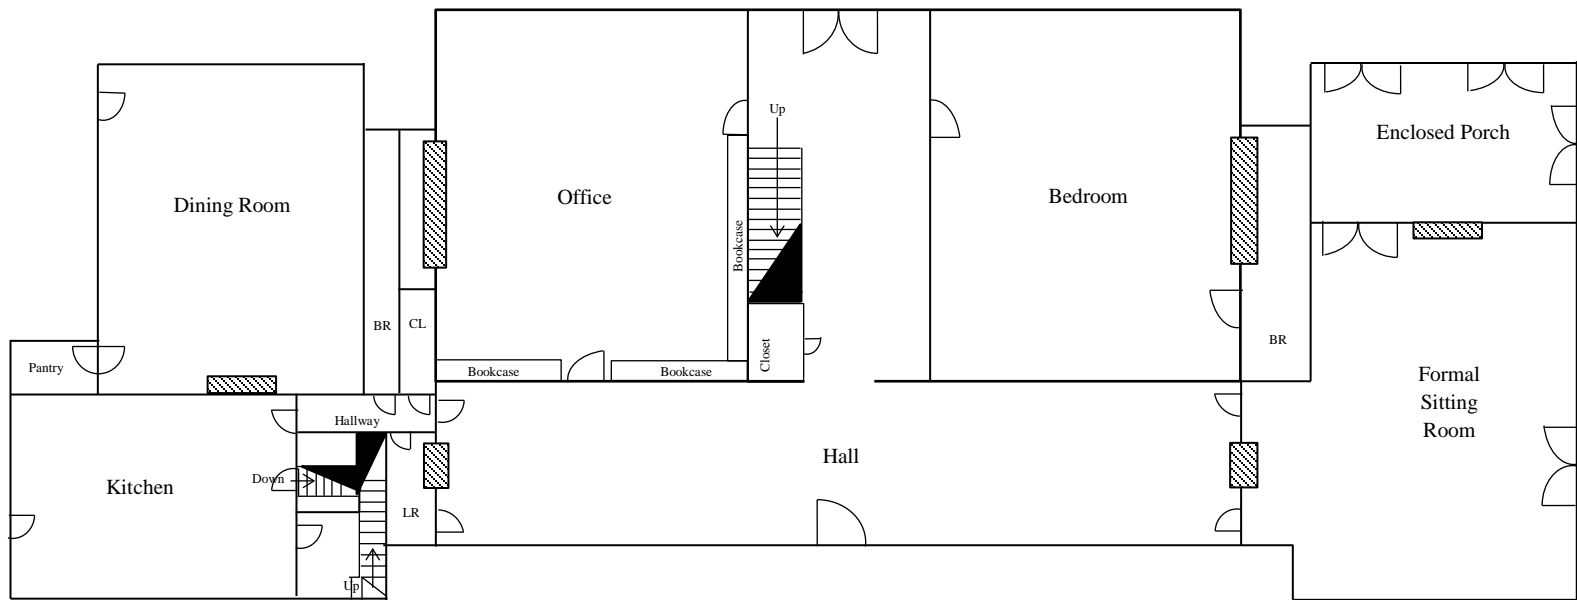 Up
Enclosed Porch
Dining Room
Office
Bookcase
Bedroom
BR
CL
BR
Pantry
Bookcase
Bookcase
Closet
Formal
Sitting
Room
Hallway
Hall
Kitchen
Down
LR
Up